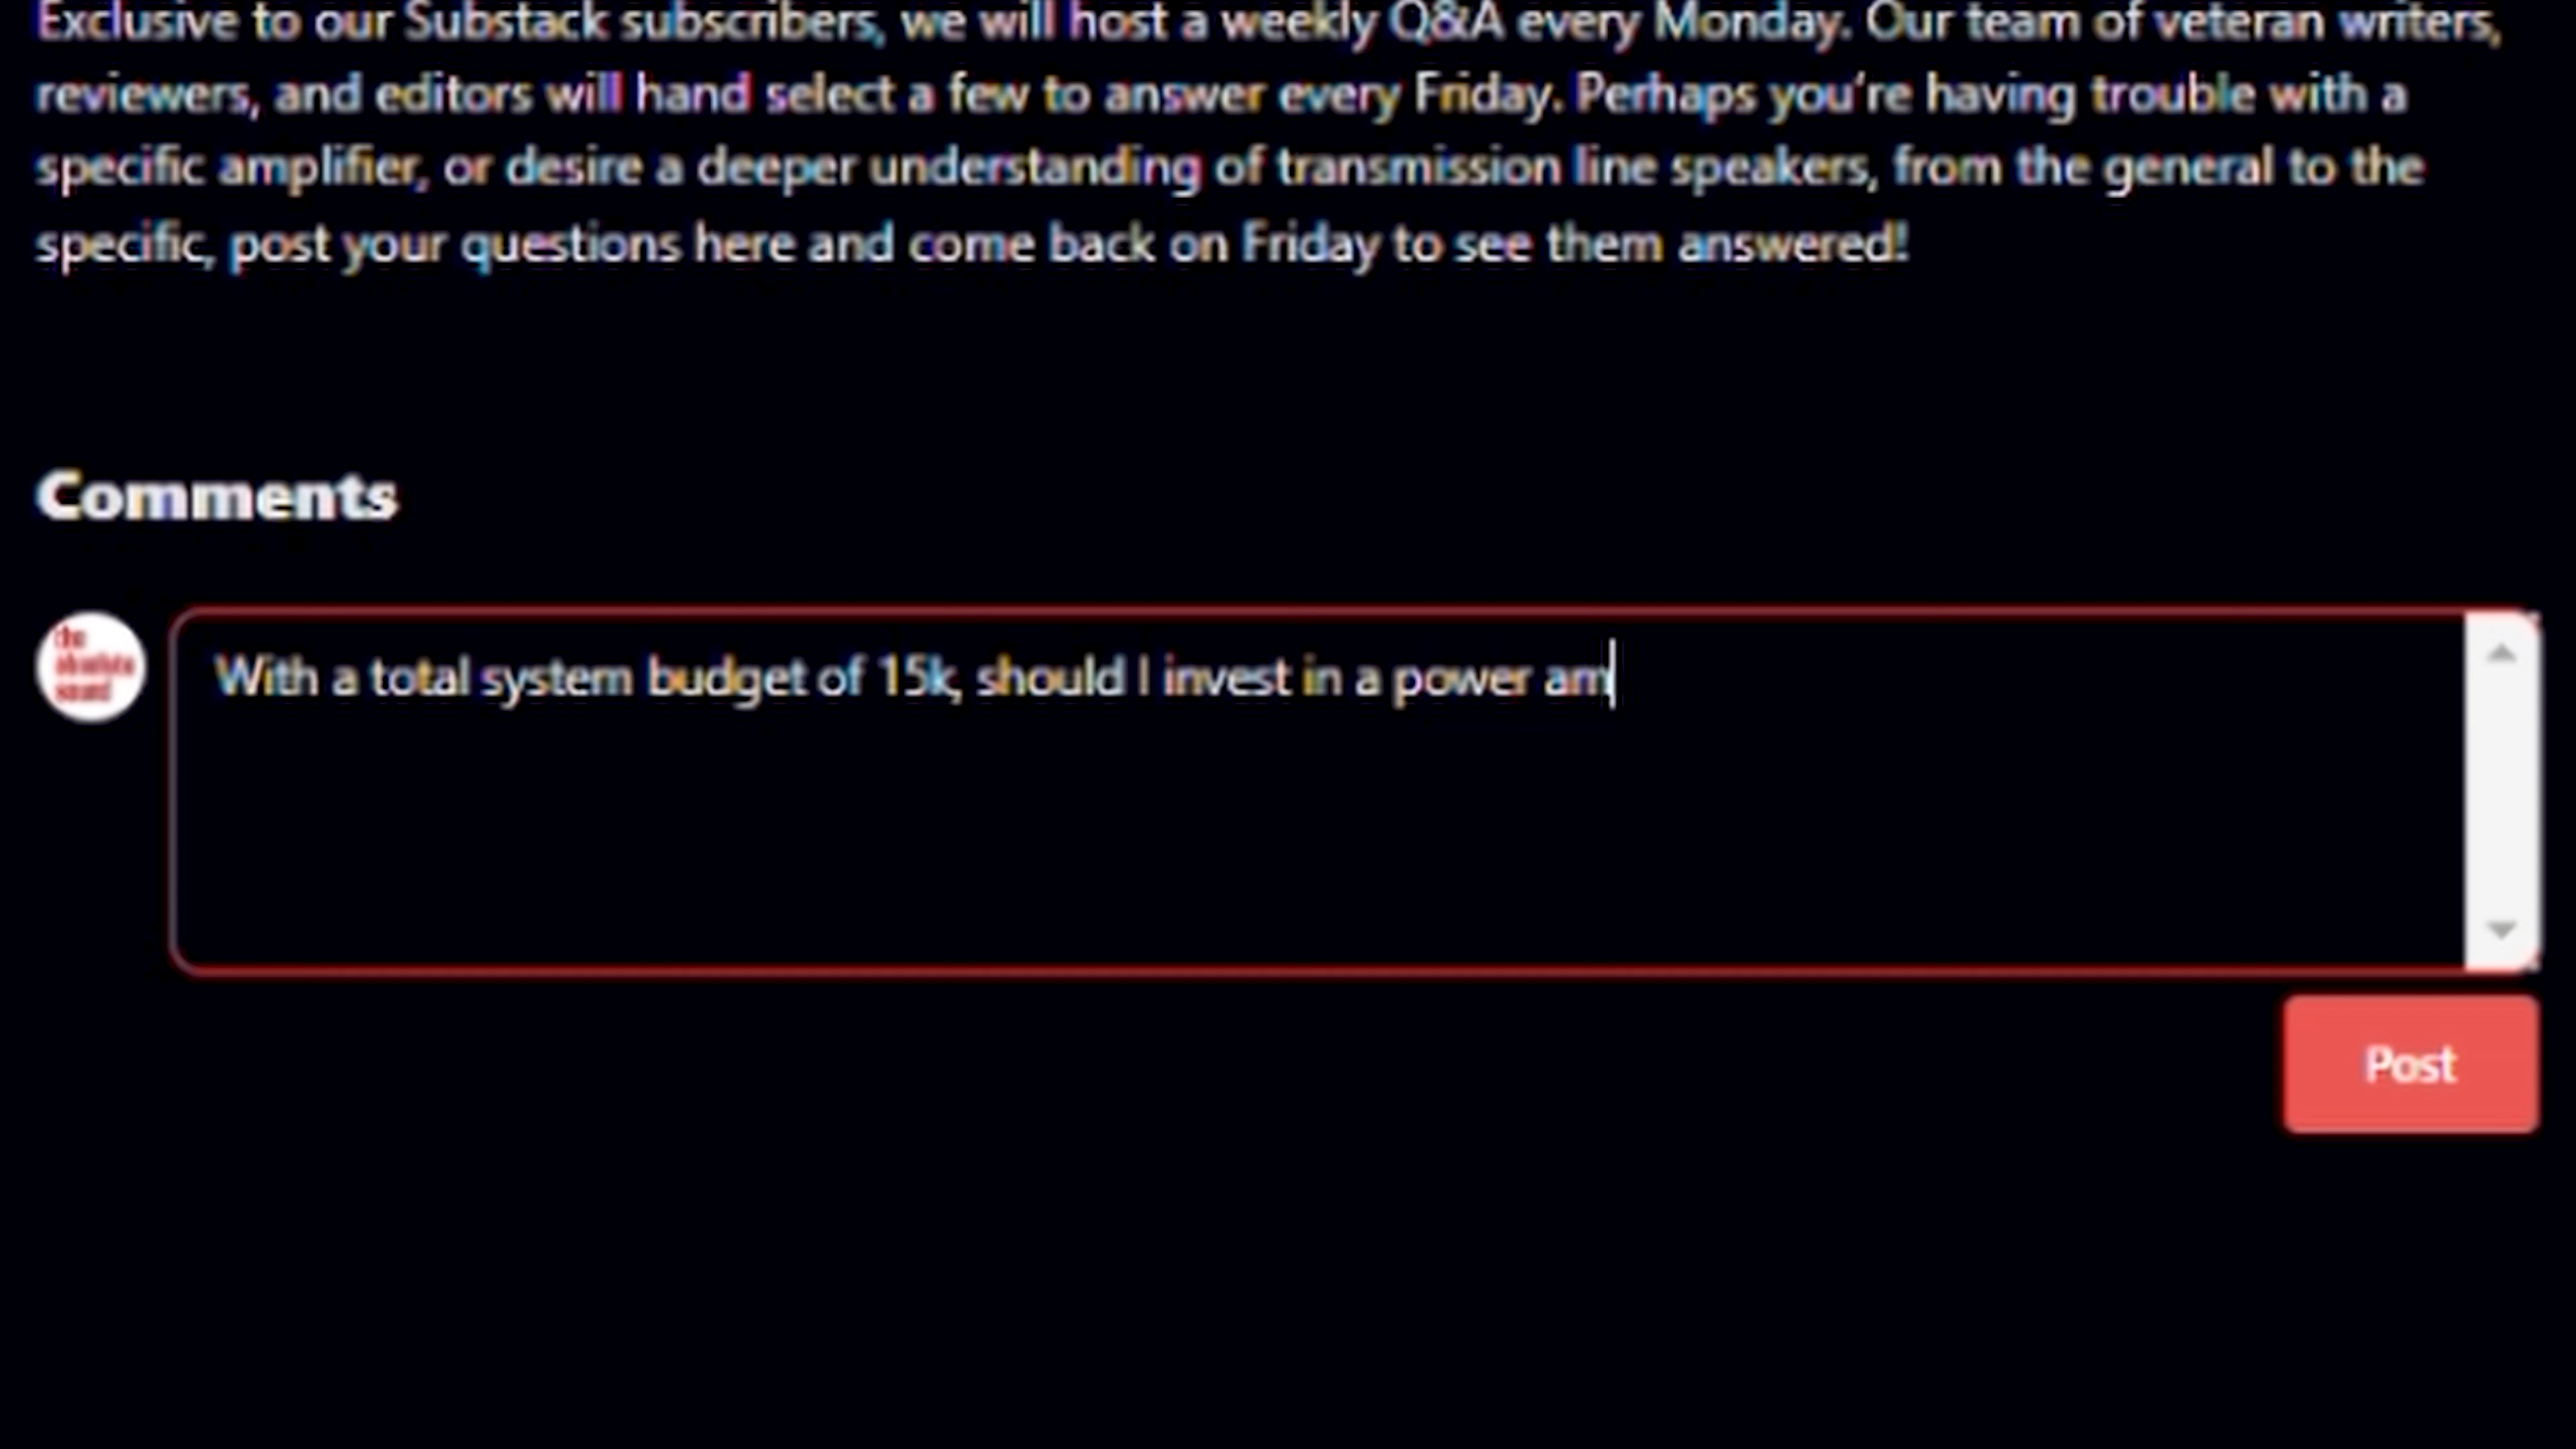 Exclusive to our Substack subscribers, we will host a weekly Q&A every Monday. Our team of veteran writers,
reviewers, and editors will hand select a few to answer every Friday. Perhaps you're having trouble with a
specific amplifier, or desire a deeper understanding of transmission line speakers, from the general to the
specific, post your questions here and come back on Friday to see them answered!
Comments
the
absolute
sound
With a total system budget of 15k, should I invest in a power am
Post